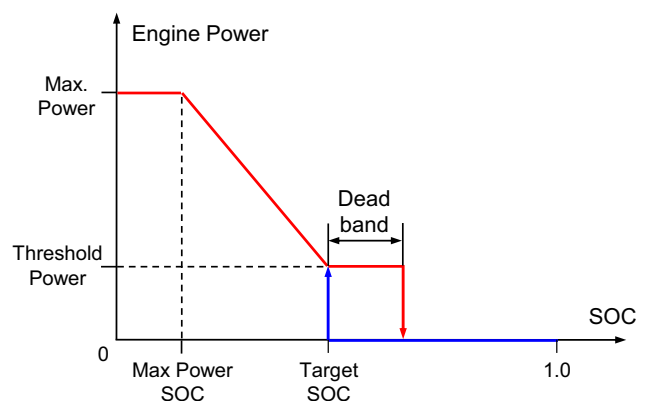 Engine Power
Max.
Power
Dead
band
Threshold
Power
SOC
0
Max Power
SOC
Target
SOC
1.0